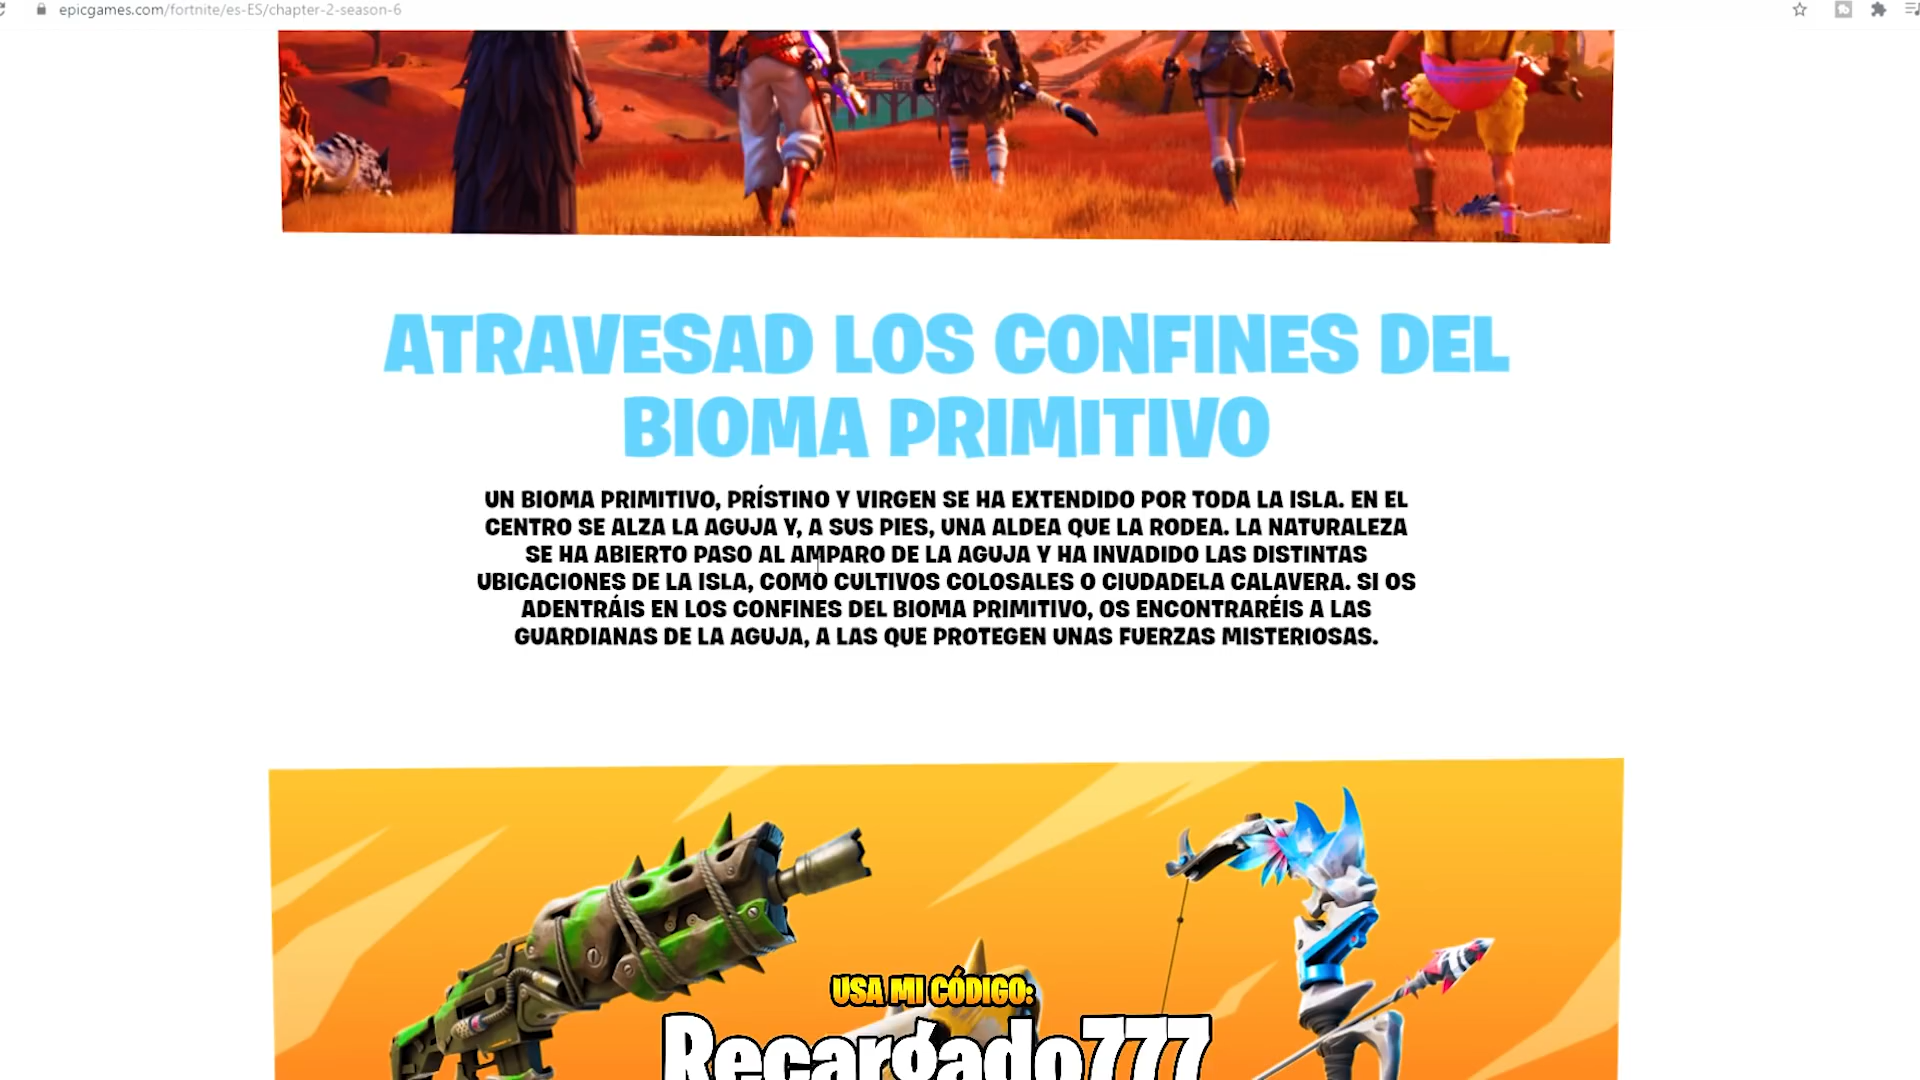 epicgames.com/fortnite/es-ES/chapter-2-season-6
ATRAVESAD LOS CONFINES DEL
BIOMA PRIMITIVO
UN BIOMA PRIMITIVO, PRÍSTINO Y VIRGEN SE HA EXTENDIDO POR TODA LA ISLA. EN EL
CENTRO SE ALZA LA AGUJA Y, A SUS PIES, UNA ALDEA QUE LA RODEA. LA NATURALEZA
SE HA ABIERTO PASO AL AMPARO DE LA AGUJA Y HA INVADIDO LAS DISTINTAS
UBICACIONES DE LA ISLA, COMO CULTIVOS COLOSALES O CIUDADELA CALAVERA. SI OS
ADENTRÁIS EN LOS CONFINES DEL BIOMA PRIMITIVO, OS ENCONTRARÉIS A LAS
GUARDIANAS DE LA AGUJA, A LAS QUE PROTEGEN UNAS FUERZAS MISTERIOSAS.
USA MI CÓDIGO:
Recargado777